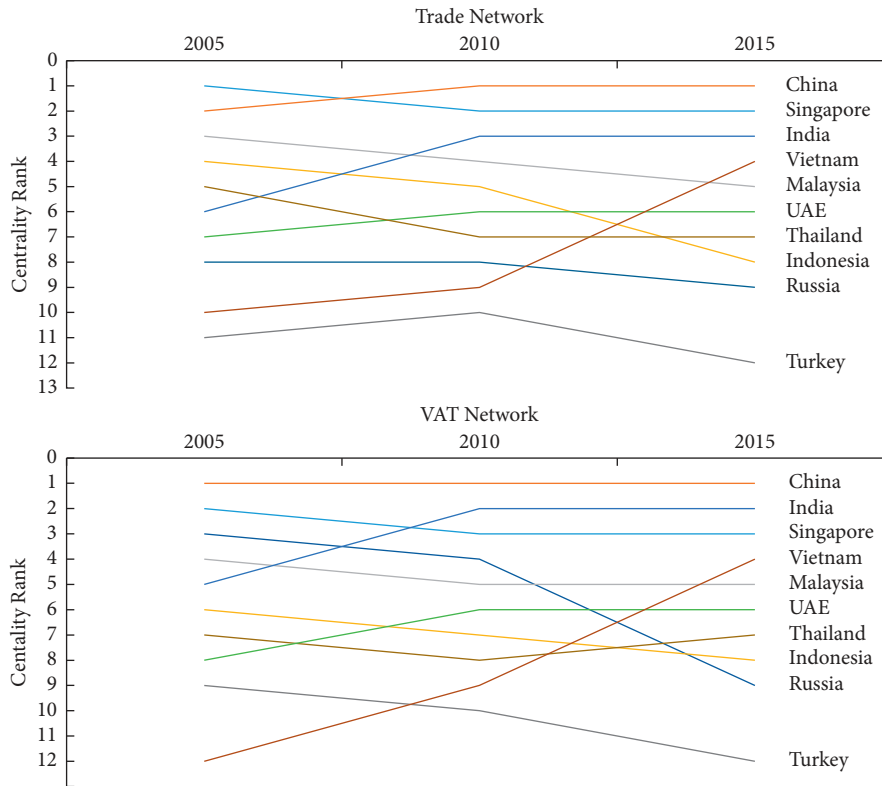 Trade Network
2005 2010 2015
0
1
2
3
4
5
6
7
8
9
10
11
12
13
Centrality Rank
China
Singapore
India
Vietnam
Malaysia
UAE
Thailand
Indonesia
Russia
Turkey
VAT Network
2005 2010 2015
0
1
2
3
4
5
6
7
8
9
10
11
12
Centality Rank
China
India
Singapore
Vietnam
Malaysia
UAE
Thailand
Indonesia
Russia
Turkey